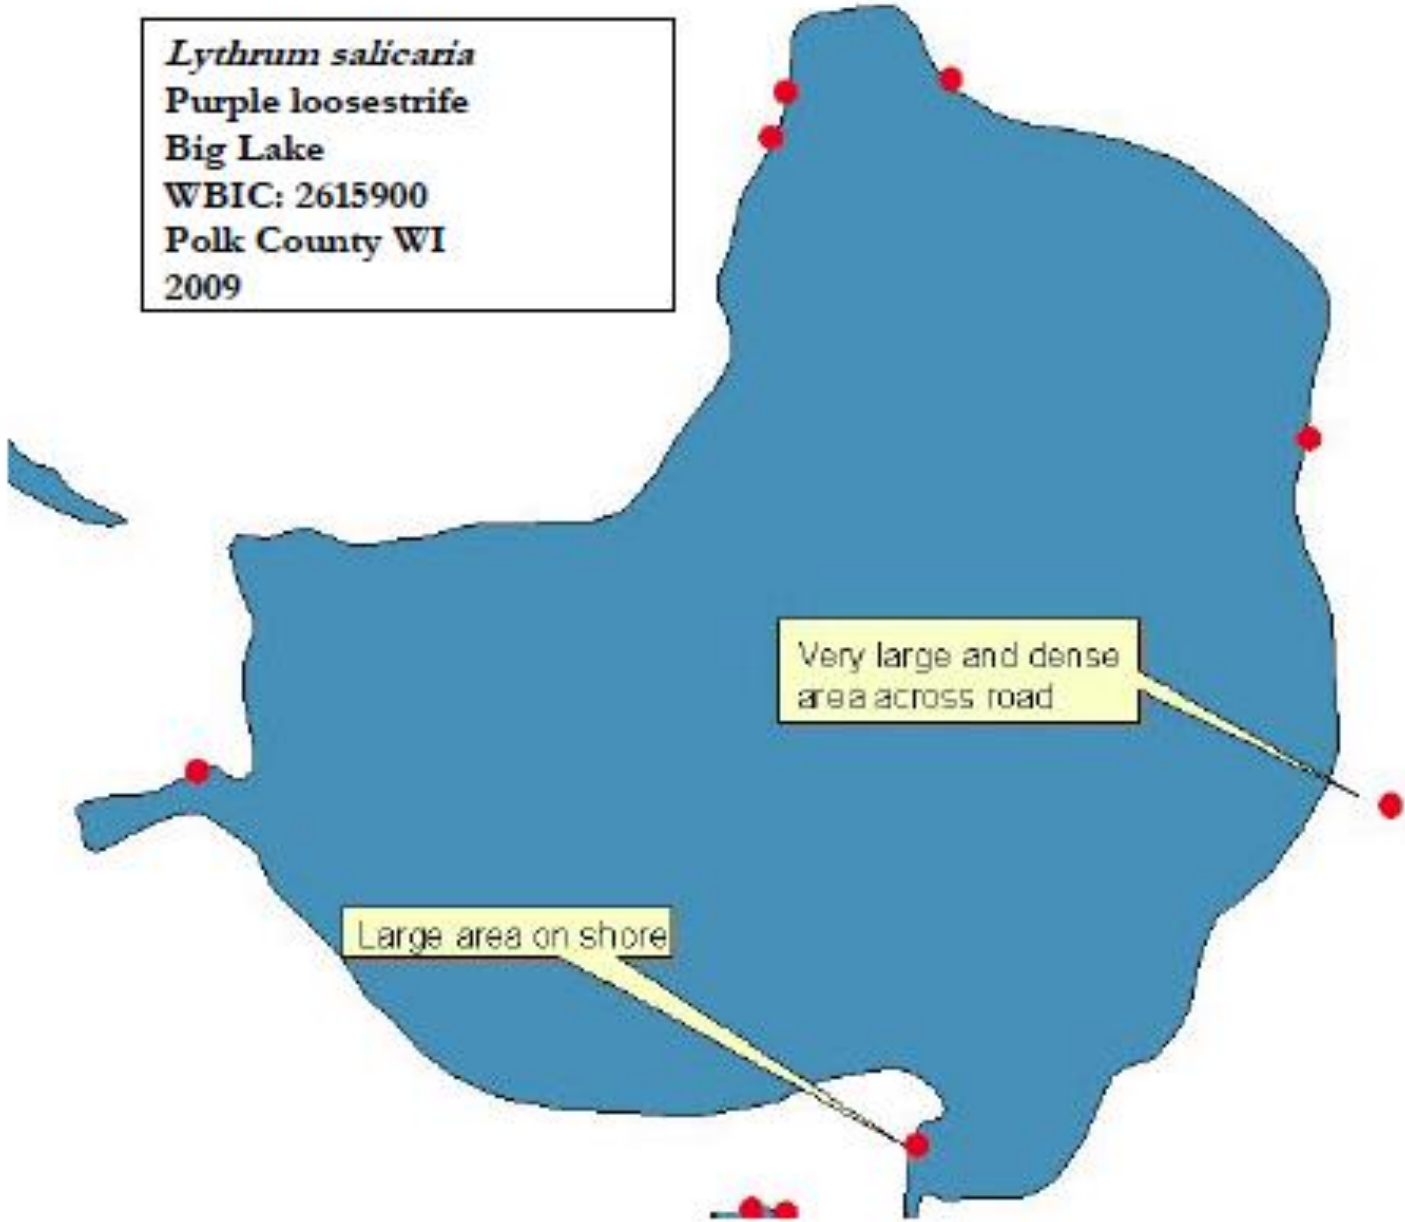 Lythrum salicaria
Purple loosestrife
Big Lake
WBIC: 2615900
Polk County WI
2009
Very large and dense
area across road
Large area on shore